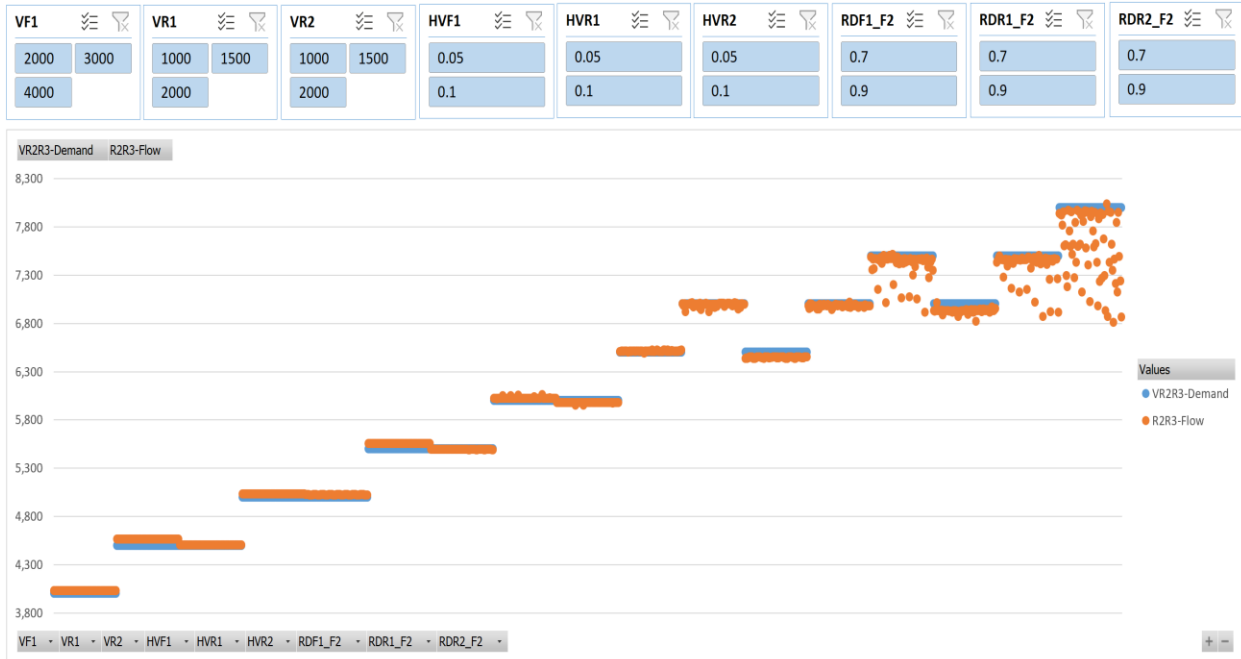 VF1 VR1 VR2 HVF1 HVR1 HVR2 RDF1_F2 RDR1_F2 RDR2_F2
2000 3000 1000 1500 1000 1500 0.05 0.05 0.05 0.7 0.7 0.7
4000 2000 2000 0.1 0.1 0.1 0.9 0.9 0.9
VR2R3-Demand R2R3-Flow
8,300
7,800
7,300
6,800
6,300
5,800
5,300
4,800
4,300
3,800
Values
VR2R3-Demand
R2R3-Flow
VF1 VR1 VR2 HVF1 HVR1 HVR2 RDF1_F2 RDR1_F2 RDR2_F2
+ −